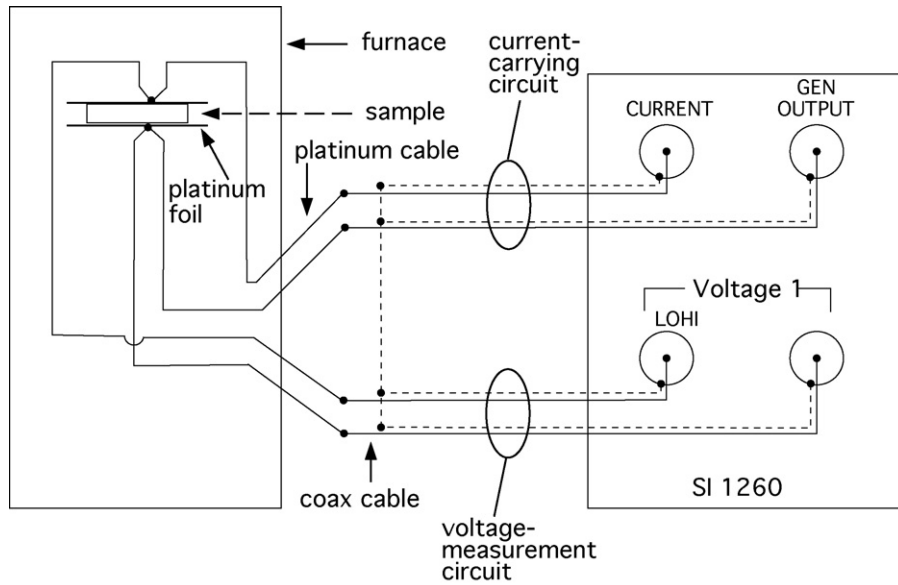 furnace
current-
carrying
circuit
CURRENT
GEN
OUTPUT
sample
platinum cable
platinum
foil
Voltage 1
LOHI
coax cable
SI 1260
voltage-
measurement
circuit